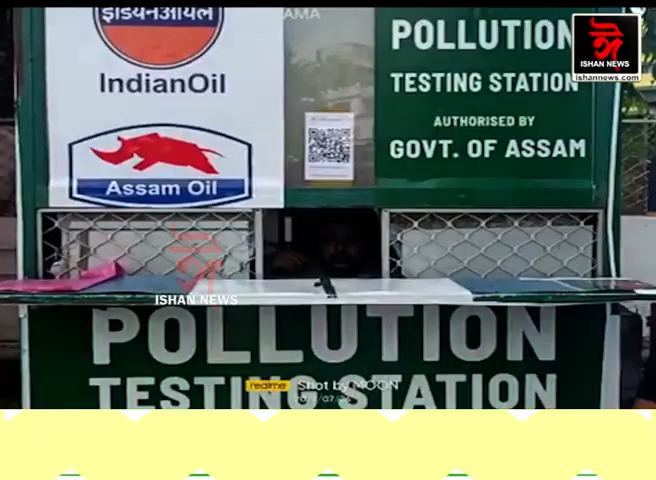 इंडियनऑयल
IndianOil
Assam Oil
POLLUTION
TESTING STATION
AUTHORISED BY
GOVT. OF ASSAM
ISHAN NEWS
ishannews.com
ISHAN NEWS
POLLUTION
TESTING STATION
realme Shot by MOON